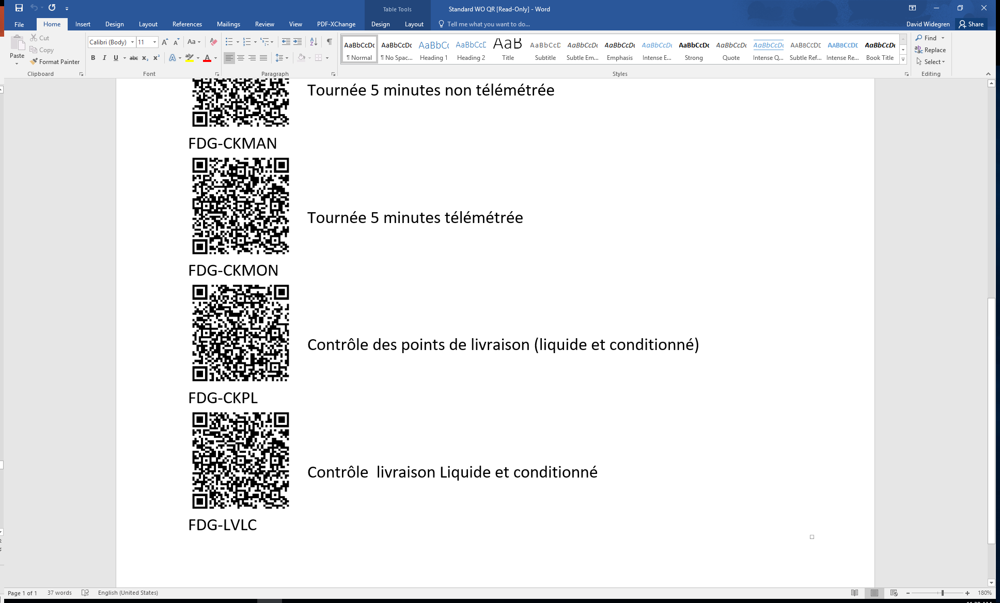 Table Tools
Standard WO QR [Read-Only] - Word
File Home Insert Design Layout References Mailings Review View PDF-XChange Design Layout Tell me what you want to do...
David Widegren Share
Paste
Cut
Copy
Format Painter
Clipboard
Calibri (Body) 11
Font
Paragraph
AaBbCcDc AaBbCcDc AaBbC AaBbCcD AaB AaBbCcD AaBbCcDc AaBbCcDc AaBbCcDc AaBbCcDc AaBbCcDc AaBbCcDc AABBCCDE AABBCCDE AaBbCcDc
¶ Normal ¶ No Spac... Heading 1 Heading 2 Title Subtitle Subtle Em... Emphasis Intense E... Strong Quote Intense Q... Subtle Ref... Intense Re... Book Title
Styles
Find
Replace
Select
Editing
Tournée 5 minutes non télémétrée
FDG-CKMAN
Tournée 5 minutes télémétrée
FDG-CKMON
Contrôle des points de livraison (liquide et conditionné)
FDG-CKPL
Contrôle  livraison Liquide et conditionné
FDG-LVLC
Page 1 of 1 37 words English (United States) 180%